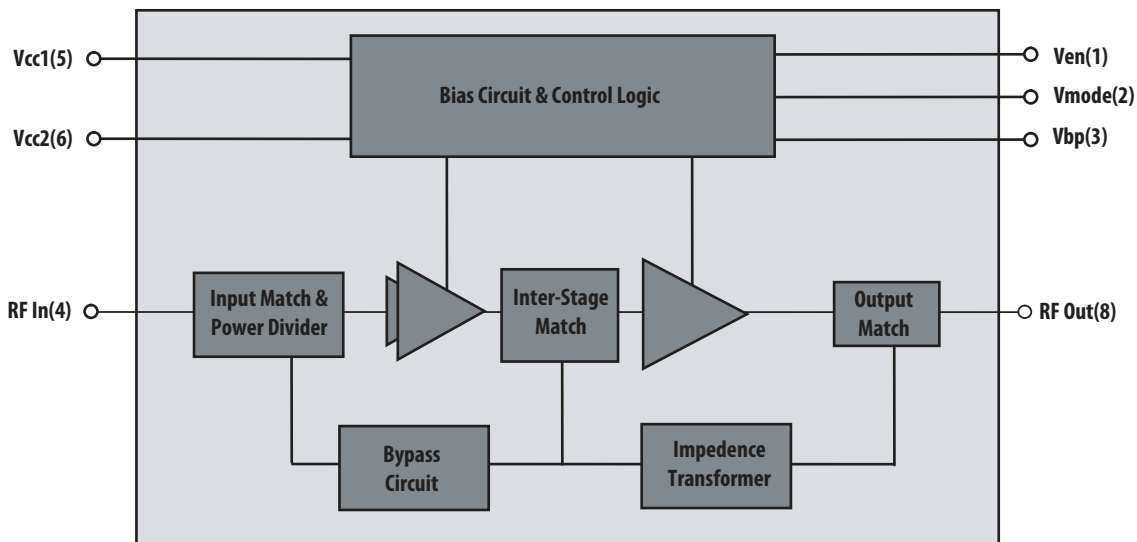 Vcc1(5)
Ven(1)
Bias Circuit & Control Logic
Vmode(2)
Vcc2(6)
Vbp(3)
RF In(4)
Input Match &
Power Divider
Inter-Stage
Match
Output
Match
RF Out(8)
Bypass
Circuit
Impedence
Transformer